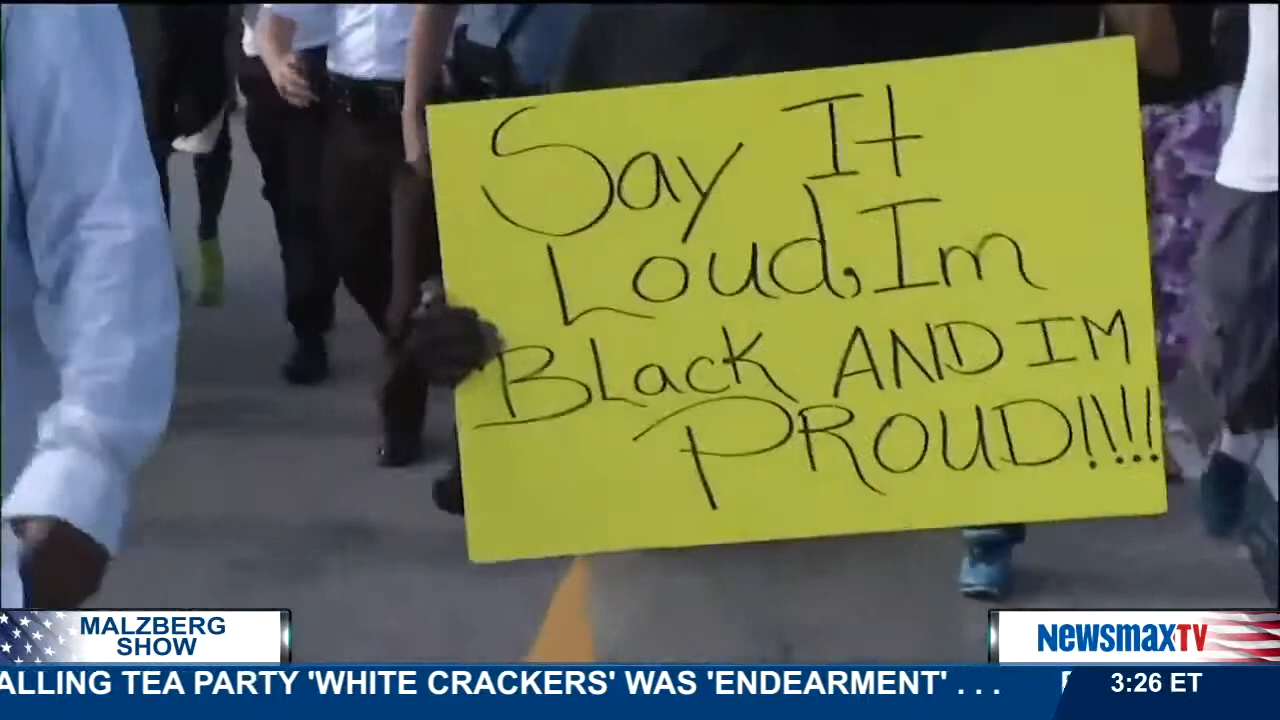 Say It
Loud, Im
BLack AND IM
PROUD!!!!
MALZBERG
SHOW
NEWSMAXTV
ALLING TEA PARTY 'WHITE CRACKERS' WAS 'ENDEARMENT' . . .
3:26 ET